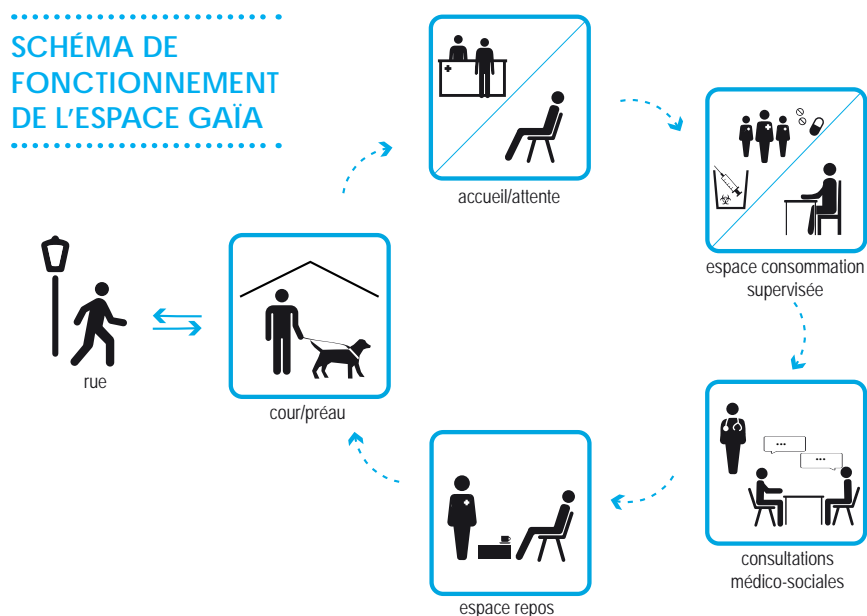 SCHÉMA DE
FONCTIONNEMENT
DE L'ESPACE GAÏA
accueil/attente
espace consommation
supervisée
rue
cour/préau
consultations
médico-sociales
espace repos